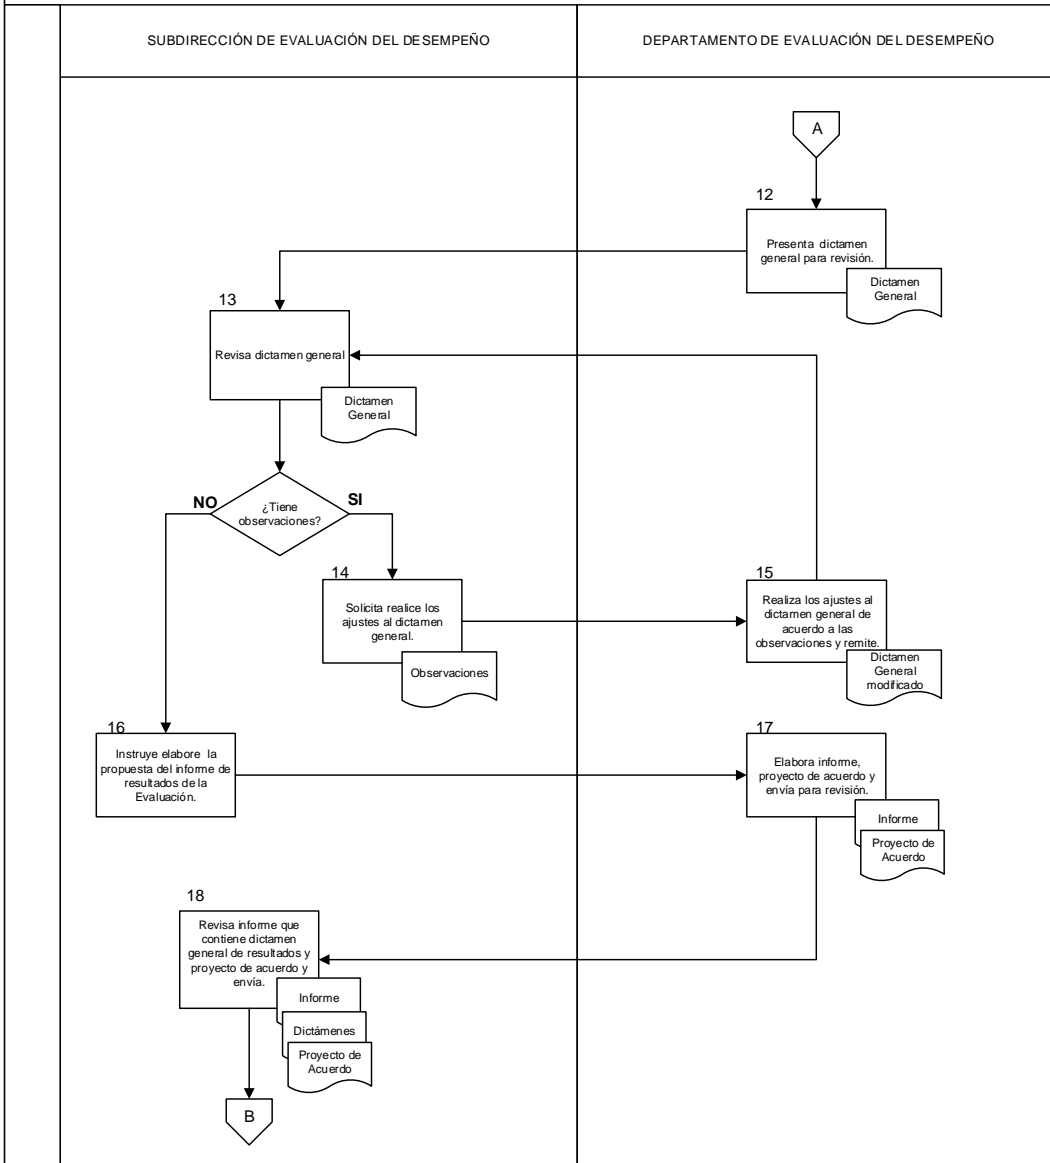 SUBDIRECCIÓN DE EVALUACIÓN DEL DESEMPEÑO
DEPARTAMENTO DE EVALUACIÓN DEL DESEMPEÑO
A
12
Presenta dictamen
general para revisión.
Dictamen
General
13
Revisa dictamen general
Dictamen
General
NO
¿Tiene
observaciones?
SI
14
Solicita realice los
ajustes al dictamen
general.
Observaciones
15
Realiza los ajustes al
dictamen general de
acuerdo a las
observaciones y remite.
Dictamen
General
modificado
16
Instruye elabore la
propuesta del informe de
resultados de la
Evaluación.
17
Elabora informe,
proyecto de acuerdo y
envía para revisión.
Informe
Proyecto de
Acuerdo
18
Revisa informe que
contiene dictamen
general de resultados y
proyecto de acuerdo y
envía.
Informe
Dictámenes
Proyecto de
Acuerdo
B